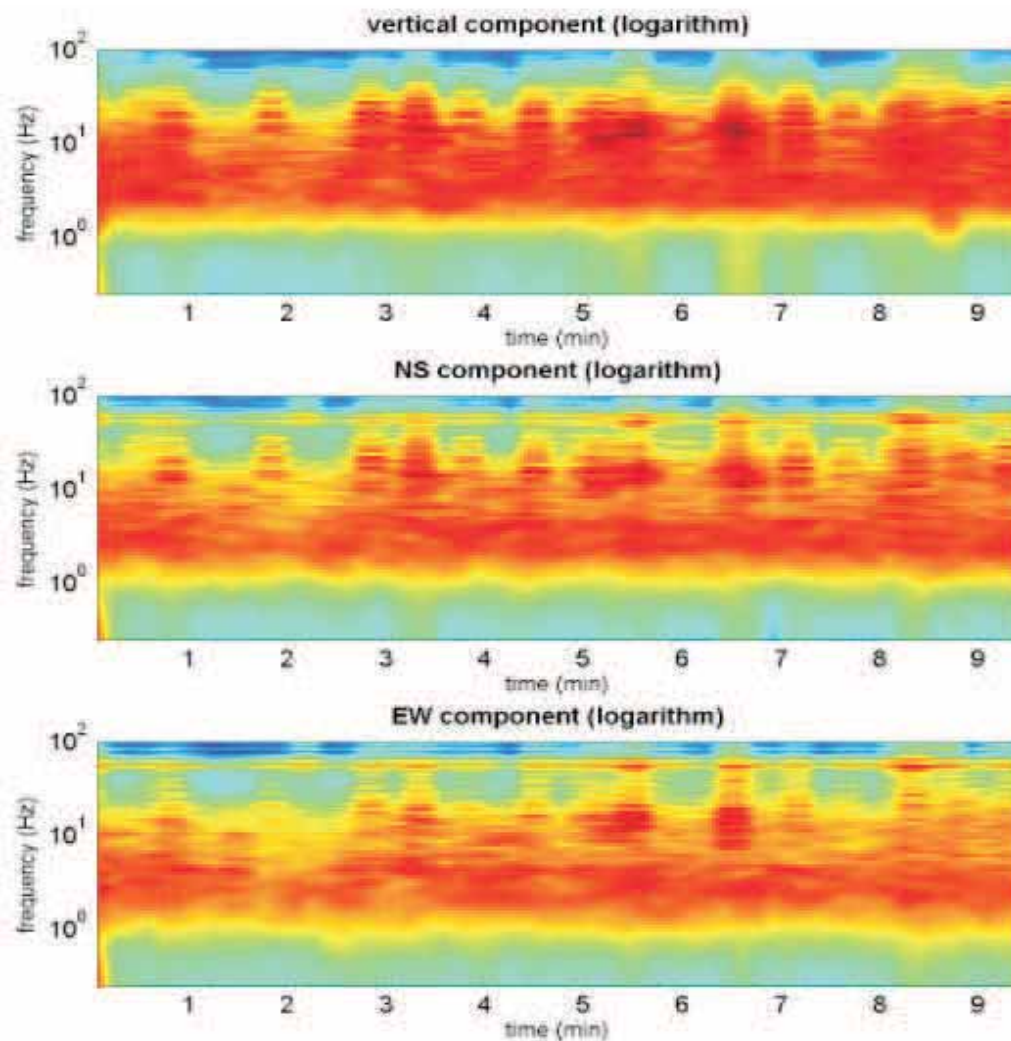 vertical component (logarithm)
10²
10¹
10⁰
frequency (Hz)
1 2 3 4 5 6 7 8 9
time (min)
NS component (logarithm)
10²
10¹
10⁰
frequency (Hz)
1 2 3 4 5 6 7 8 9
time (min)
EW component (logarithm)
10²
10¹
10⁰
frequency (Hz)
1 2 3 4 5 6 7 8 9
time (min)